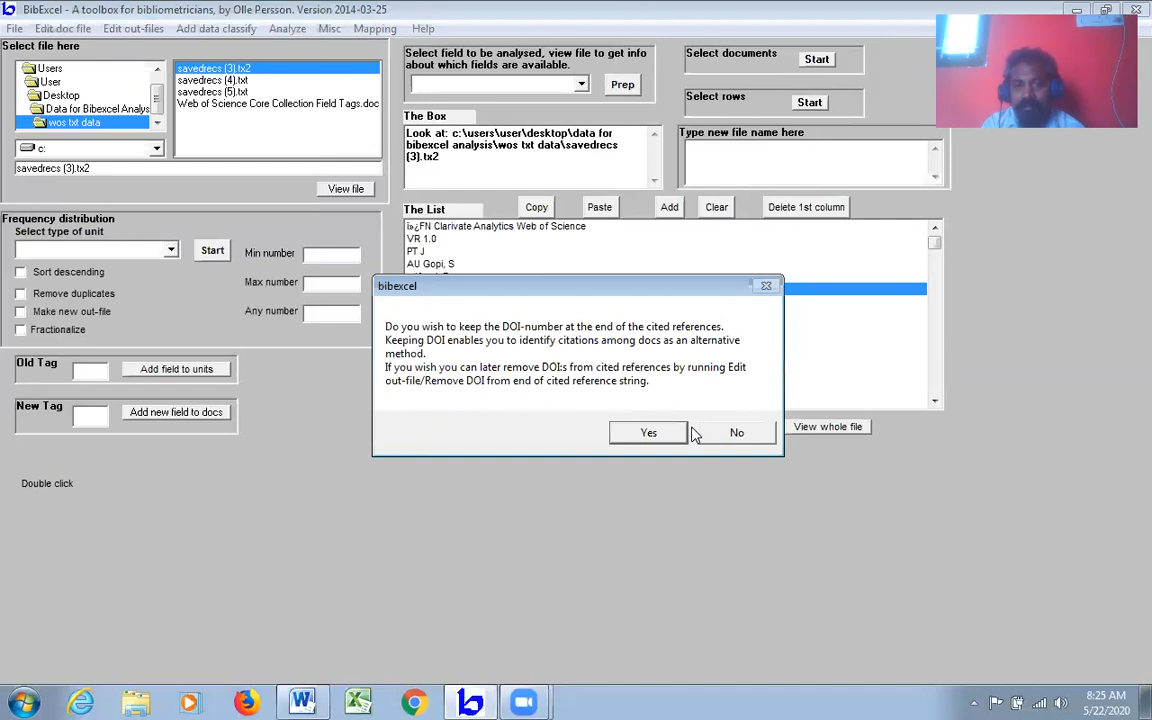 BibExcel - A toolbox for bibliometricians, by Olle Persson. Version 2014-03-25
File Edit doc file Edit out-files Add data classify Analyze Misc Mapping Help
Select file here
Users
User
Desktop
Data for Bibexcel Analys
wos txt data
c:
savedrecs (3).tx2
savedrecs (4).txt
savedrecs (5).txt
Web of Science Core Collection Field Tags.doc
savedrecs (3).tx2
View file
Select field to be analysed, view file to get info
about which fields are available.
Prep
Select documents
Start
Select rows
Start
The Box
Look at: c:\users\user\desktop\data for
bibexcel analysis\wos txt data\savedrecs
(3).tx2
Type new file name here
The List
Copy
Paste
Add
Clear
Delete 1st column
ï»¿FN Clarivate Analytics Web of Science
VR 1.0
PT J
AU Gopi, S
Frequency distribution
Select type of unit
Start
Sort descending
Remove duplicates
Make new out-file
Fractionalize
Min number
Max number
Any number
Old Tag
Add field to units
New Tag
Add new field to docs
Double click
bibexcel
Do you wish to keep the DOI-number at the end of the cited references.
Keeping DOI enables you to identify citations among docs as an alternative
method.
If you wish you can later remove DOI:s from cited references by running Edit
out-file/Remove DOI from end of cited reference string.
Yes
No
View whole file
8:25 AM
5/22/2020